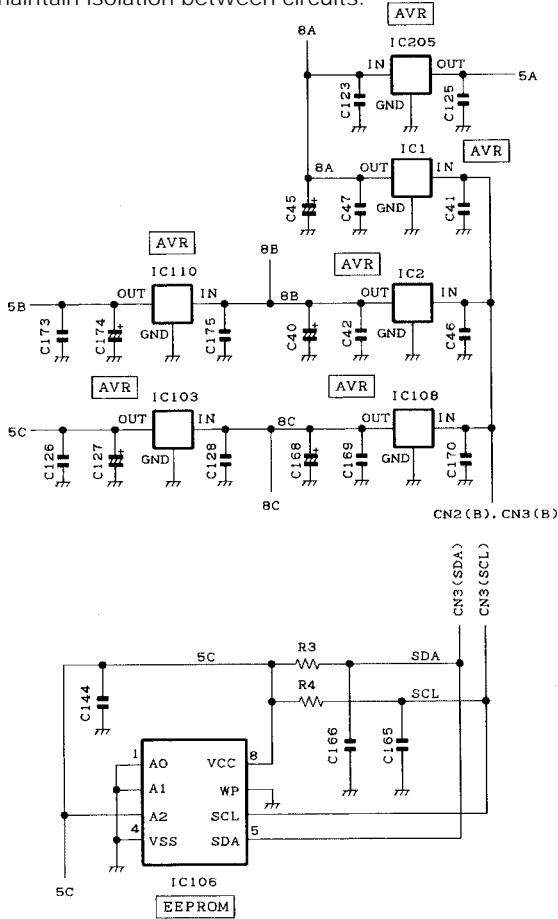 maintain isolation between circuits.
8A
AVR
IC205
IN
OUT
5A
C123
GND
C125
IC1
AVR
8A
OUT
IN
C45
C47
GND
C41
8B
AVR
AVR
IC110
IC2
5B
OUT
IN
8B
OUT
IN
C173
C174
GND
C175
C40
C42
GND
C46
AVR
AVR
IC103
IC108
5C
OUT
IN
8C
OUT
IN
C126
C127
GND
C128
C168
C169
GND
C170
8C
CN2(B),CN3(B)
CN3(SDA)
CN3(SCL)
R3
5C
SDA
R4
SCL
C144
C166
C165
1
A0
VCC
8
A1
WP
A2
SCL
4
VSS
SDA
5
5C
IC106
EEPROM